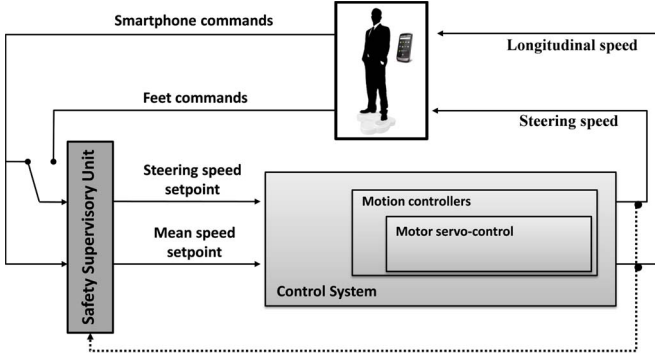 Smartphone commands
Longitudinal speed
Feet commands
Steering speed
Safety Supervisory Unit
Steering speed
setpoint
Mean speed
setpoint
Motion controllers
Motor servo-control
Control System